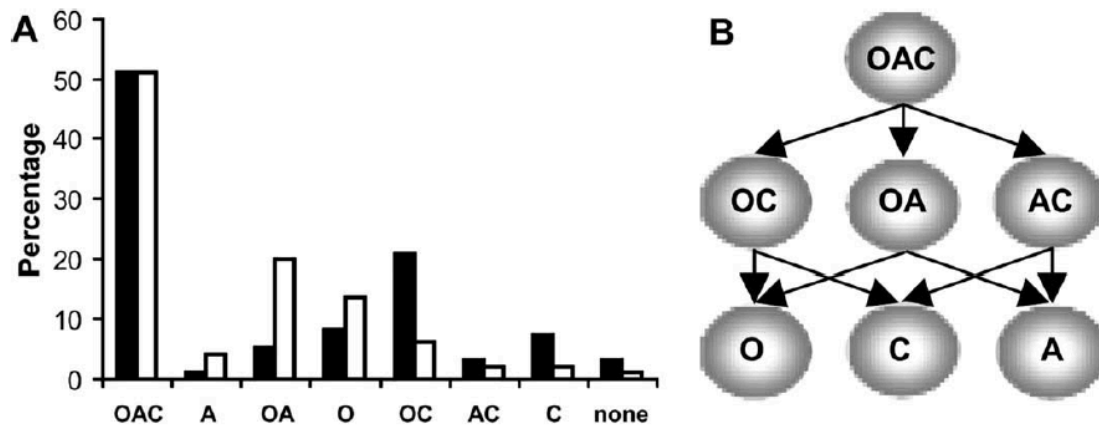 A
Percentage
60
50
40
30
20
10
0
OAC A OA O OC AC C none
B
OAC
OC OA AC
O C A